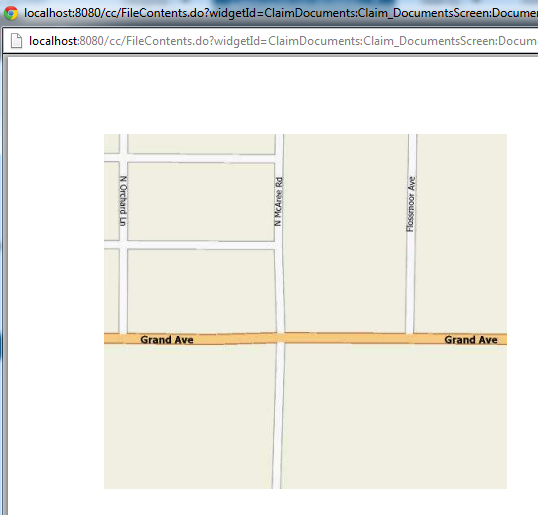 localhost:8080/cc/FileContents.do?widgetId=ClaimDocuments:Claim_DocumentsScreen:Documen
localhost:8080/cc/FileContents.do?widgetId=ClaimDocuments:Claim_DocumentsScreen:Docum
N Orchard Ln
N McAree Rd
Flossmoor Ave
Grand Ave
Grand Ave